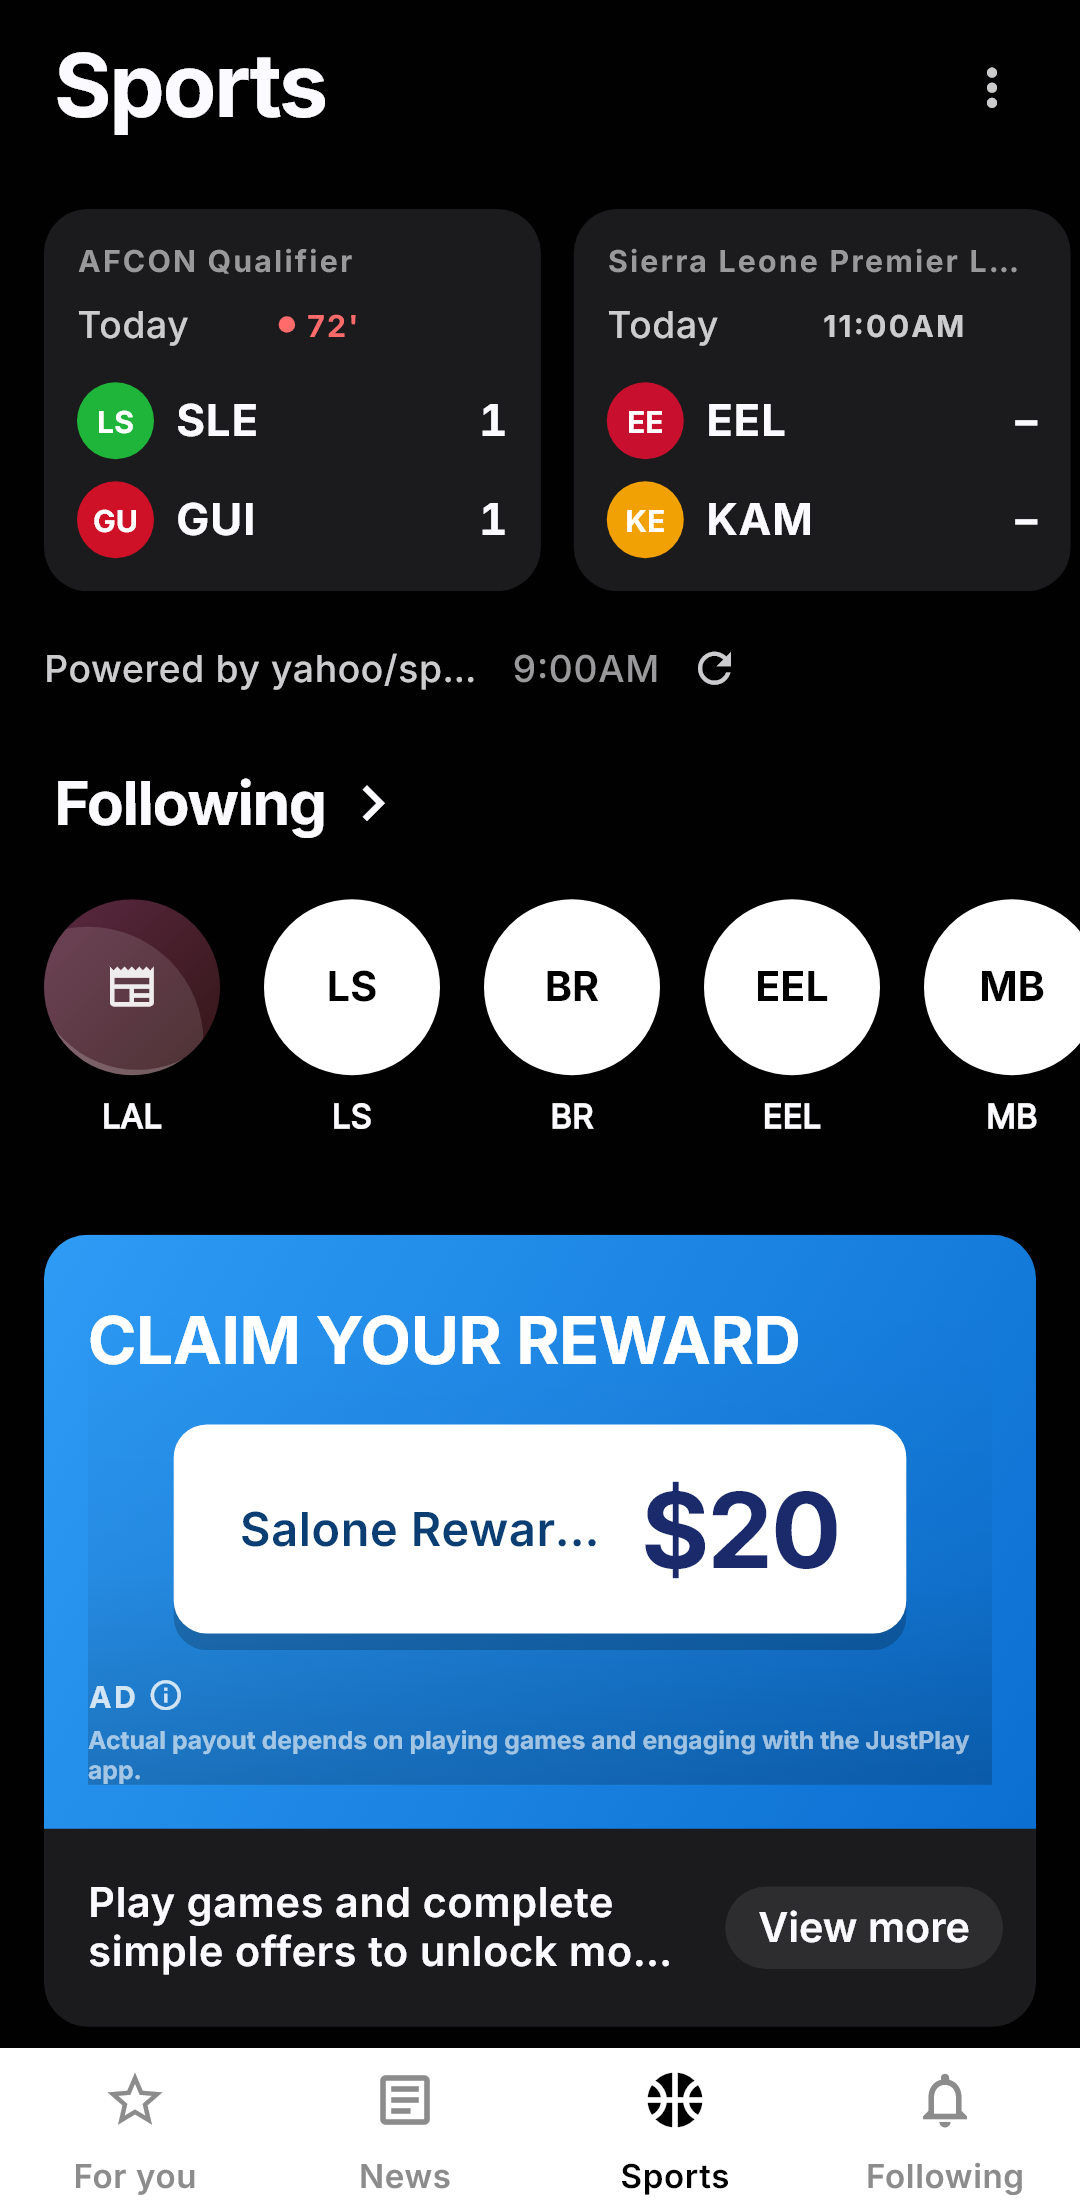 Sports
AFCON Qualifier
Today 72'
LS SLE 1
GU GUI 1
Sierra Leone Premier L...
Today 11:00AM
EE EEL –
KE KAM –
Powered by yahoo/sp... 9:00AM
Following
LS BR EEL MB
LAL LS BR EEL MB
CLAIM YOUR REWARD
Salone Rewar... $20
AD
Actual payout depends on playing games and engaging with the JustPlay
app.
Play games and complete
simple offers to unlock mo...
View more
For you News Sports Following